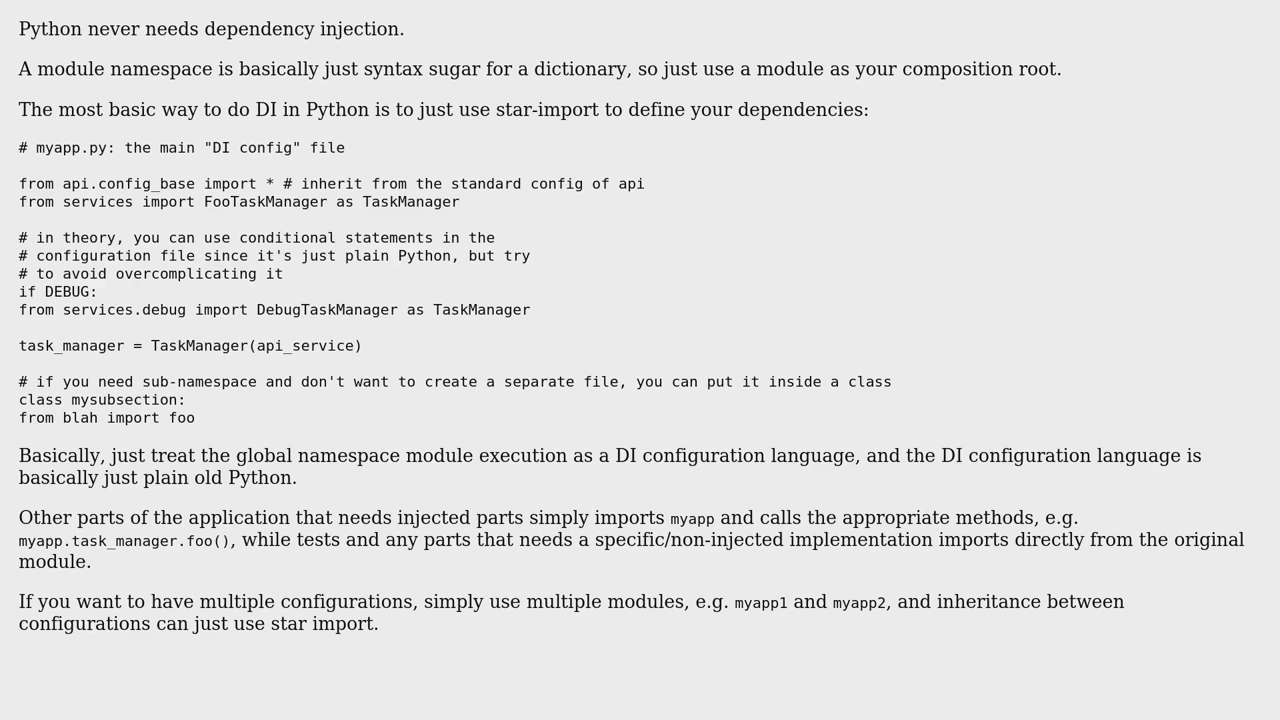 Python never needs dependency injection.
A module namespace is basically just syntax sugar for a dictionary, so just use a module as your composition root.
The most basic way to do DI in Python is to just use star-import to define your dependencies:
# myapp.py: the main "DI config" file
from api.config_base import * # inherit from the standard config of api
from services import FooTaskManager as TaskManager
# in theory, you can use conditional statements in the
# configuration file since it's just plain Python, but try
# to avoid overcomplicating it
if DEBUG:
from services.debug import DebugTaskManager as TaskManager
task_manager = TaskManager(api_service)
# if you need sub-namespace and don't want to create a separate file, you can put it inside a class
class mysubsection:
from blah import foo
Basically, just treat the global namespace module execution as a DI configuration language, and the DI configuration language is
basically just plain old Python.
Other parts of the application that needs injected parts simply imports myapp and calls the appropriate methods, e.g.
myapp.task_manager.foo(), while tests and any parts that needs a specific/non-injected implementation imports directly from the original
module.
If you want to have multiple configurations, simply use multiple modules, e.g. myapp1 and myapp2, and inheritance between
configurations can just use star import.